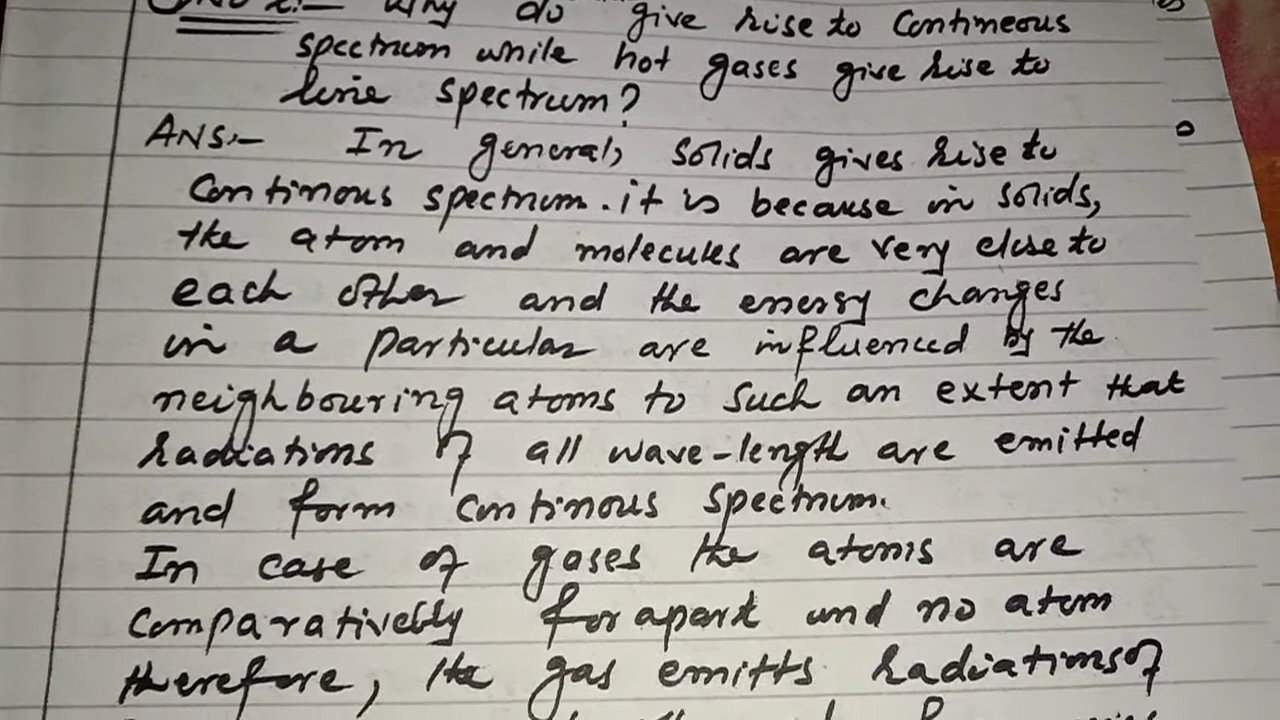 Why do give rise to Contineous
spectrum while hot gases give rise to
line spectrum?
ANS:- In general, solids gives rise to
Continous spectrum. it is because in solids,
the atom and molecules are very close to
each other and the energy changes
in a particular are influenced by the
neighbouring atoms to such an extent that
radiations of all wave-length are emitted
and form continous spectrum.
In case of gases the atoms are
Comparativelly far apart and no atom
therefore, the gas emitts radiations of